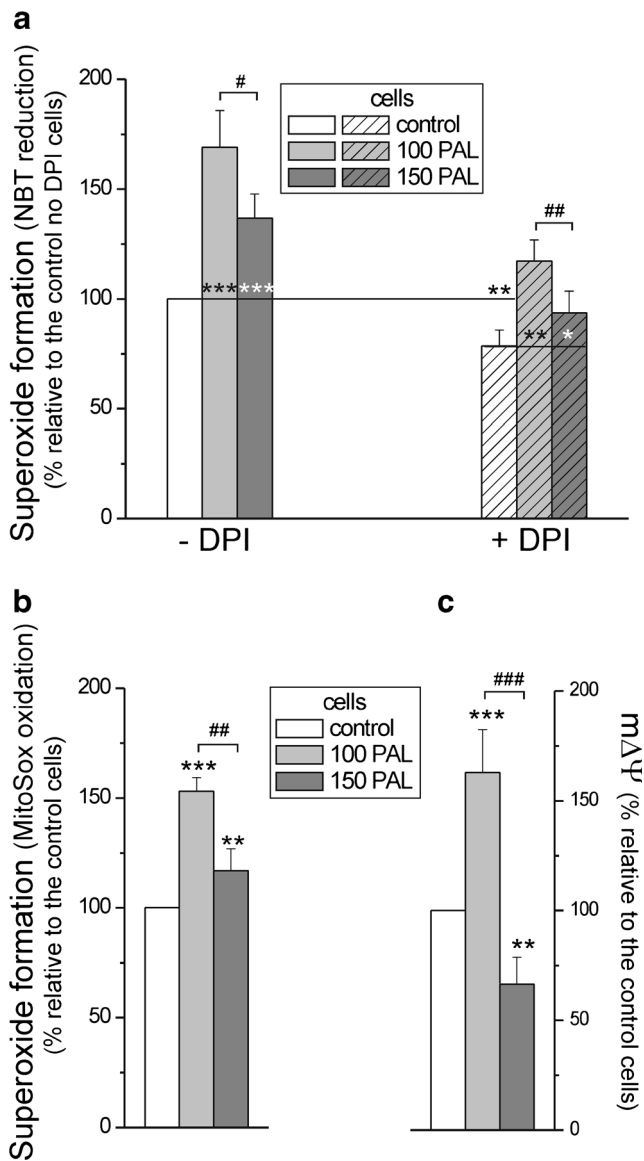 a
Superoxide formation (NBT reduction)
(% relative to the control no DPI cells)
200
150
100
50
0
#
cells
control
100 PAL
150 PAL
##
*** ***
**
** *
- DPI
+ DPI
b
Superoxide formation (MitoSox oxidation)
(% relative to the control cells)
200
150
100
50
0
***
##
**
cells
control
100 PAL
150 PAL
c
###
***
**
200
150
100
50
0
mΔΨ (% relative to the control cells)